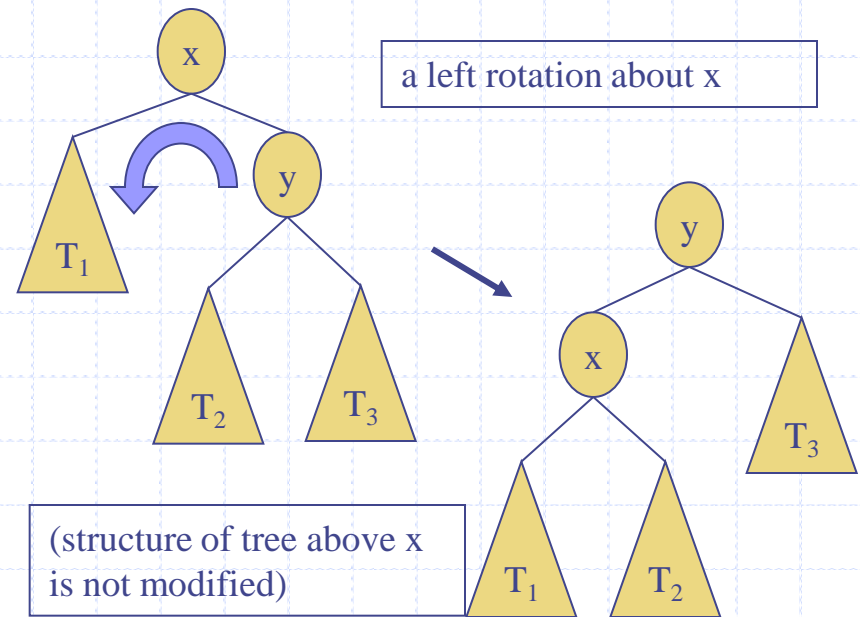 x
a left rotation about x
y
T₁
T₂
T₃
y
x
T₃
T₁
T₂
(structure of tree above x
is not modified)